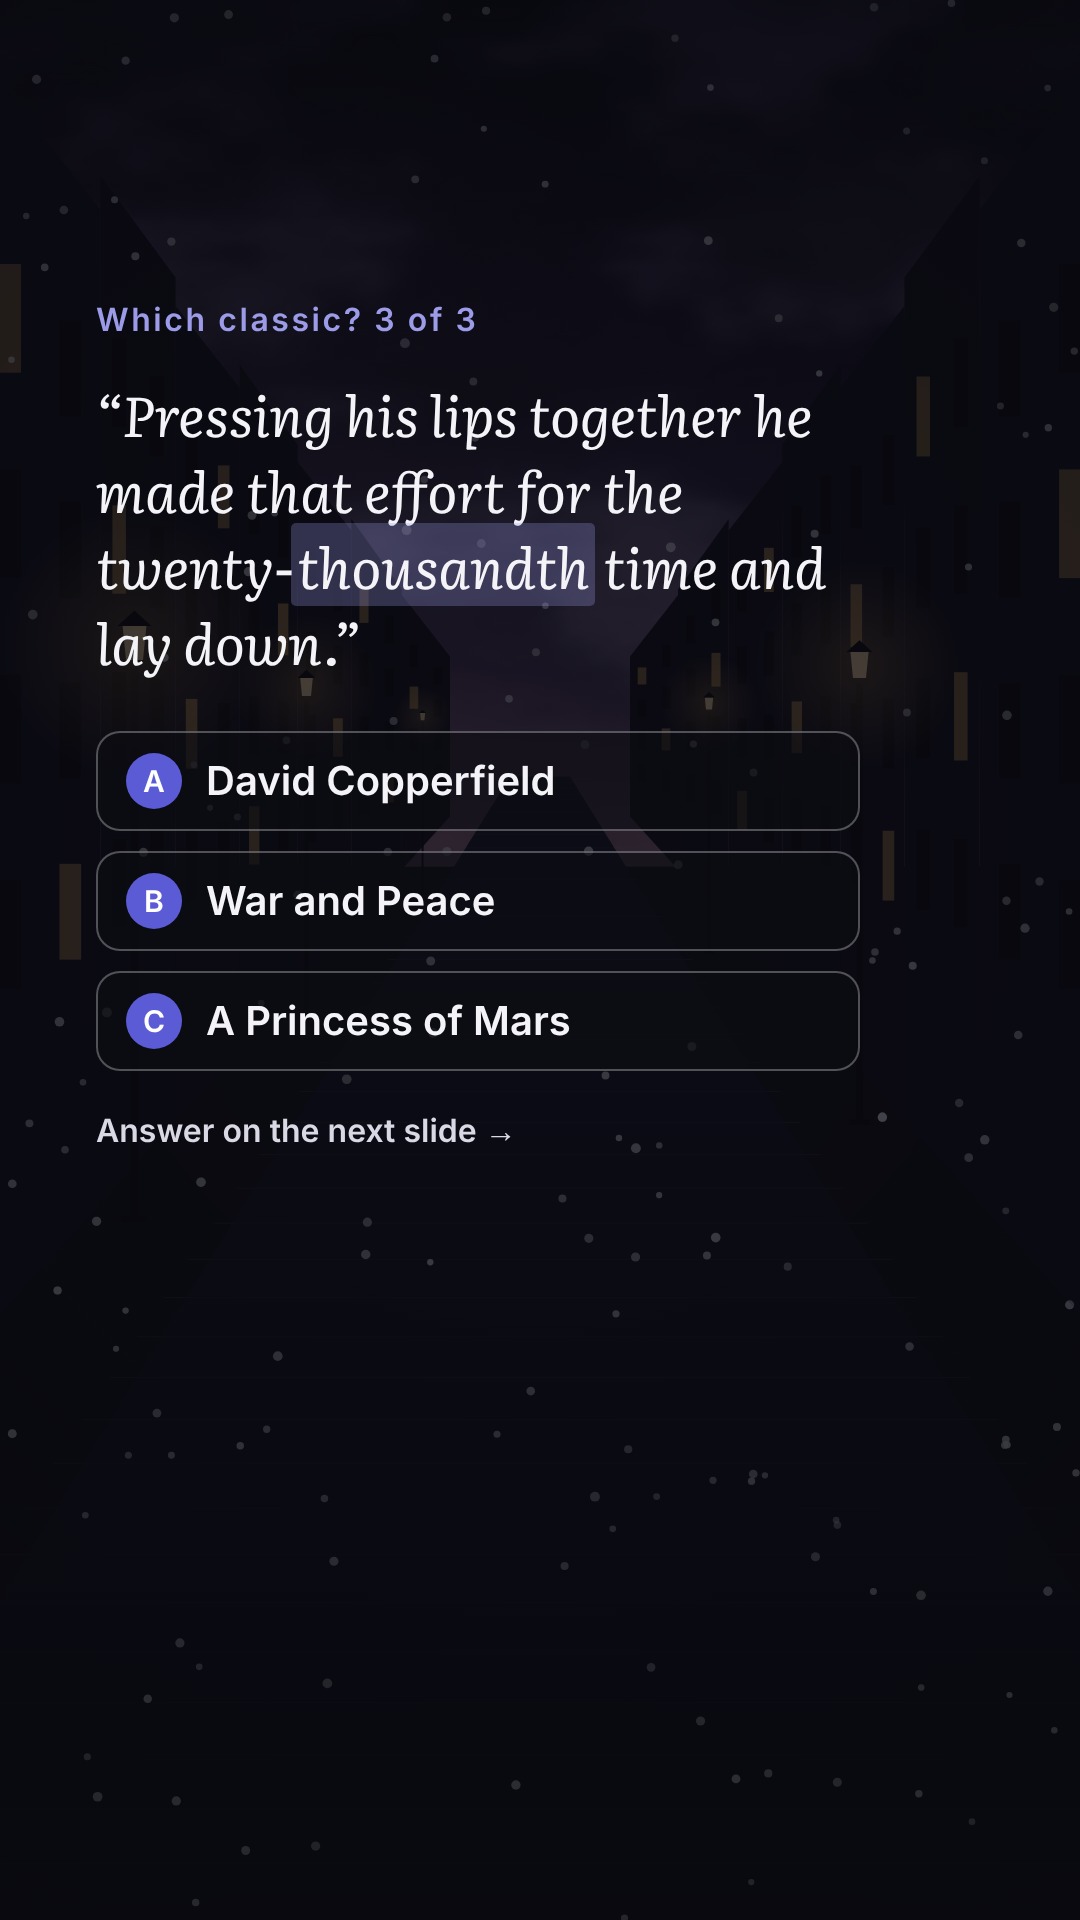 Which classic? 3 of 3
“Pressing his lips together he
made that effort for the
twenty-thousandth time and
lay down.”
A David Copperfield
B War and Peace
C A Princess of Mars
Answer on the next slide →